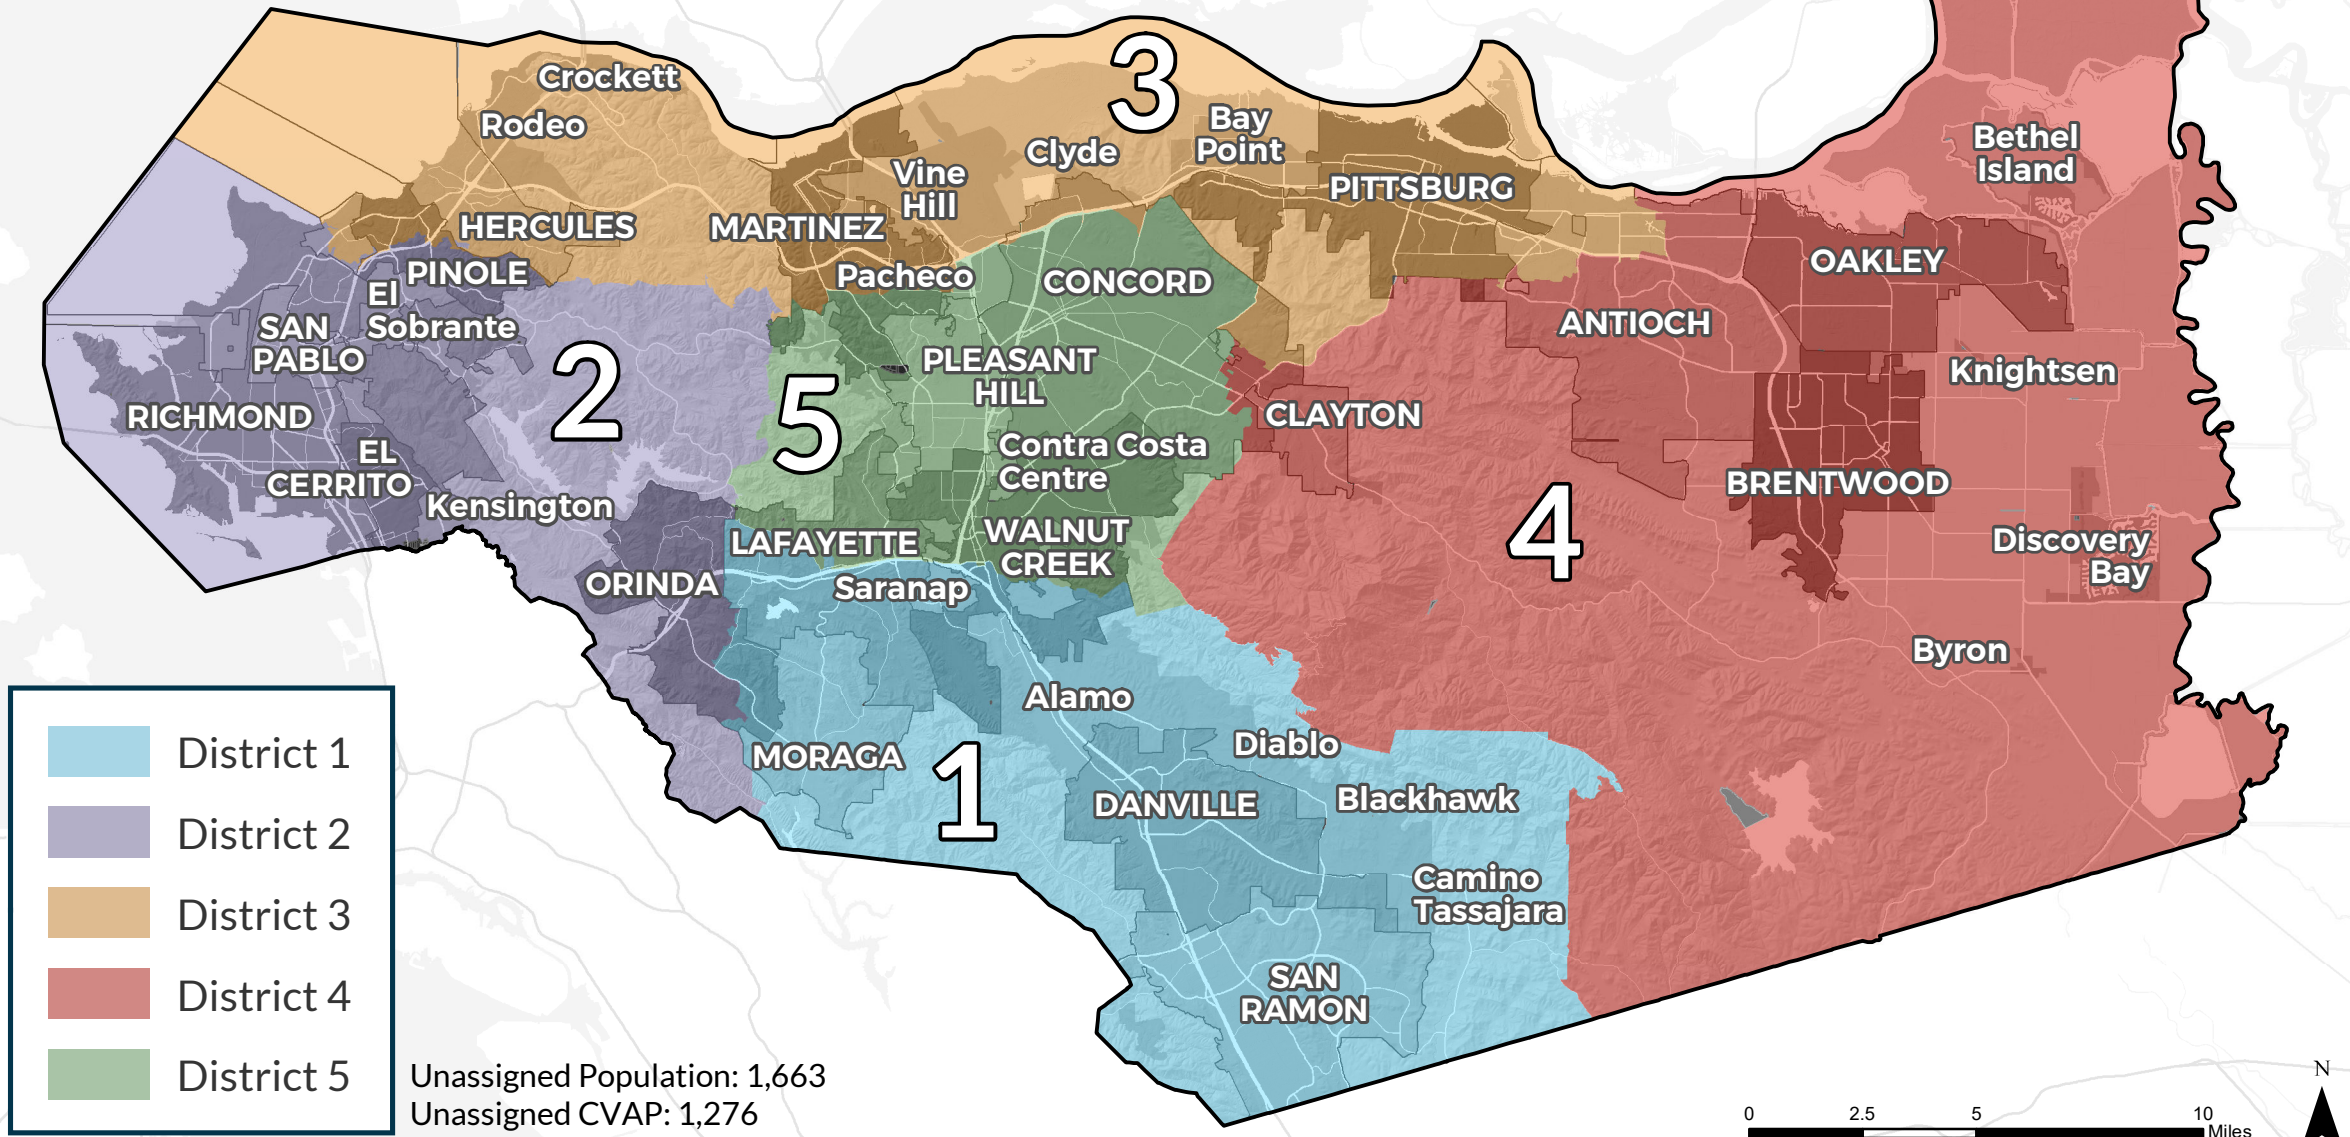 Crockett
3
Rodeo
Bay
Point
Clyde
Bethel
Island
Vine
Hill
PITTSBURG
HERCULES
MARTINEZ
PINOLE
Pacheco
CONCORD
OAKLEY
El
Sobrante
SAN
PABLO
ANTIOCH
PLEASANT
HILL
Knightsen
2
5
RICHMOND
CLAYTON
EL
CERRITO
Contra Costa
Centre
Kensington
BRENTWOOD
4
LAFAYETTE
WALNUT
CREEK
Discovery
Bay
ORINDA
Saranap
Byron
Alamo
MORAGA
Diablo
1
DANVILLE
Blackhawk
Camino
Tassajara
SAN
RAMON
District 1
District 2
District 3
District 4
District 5
Unassigned Population: 1,663
Unassigned CVAP: 1,276
N
0 2.5 5 10
Miles